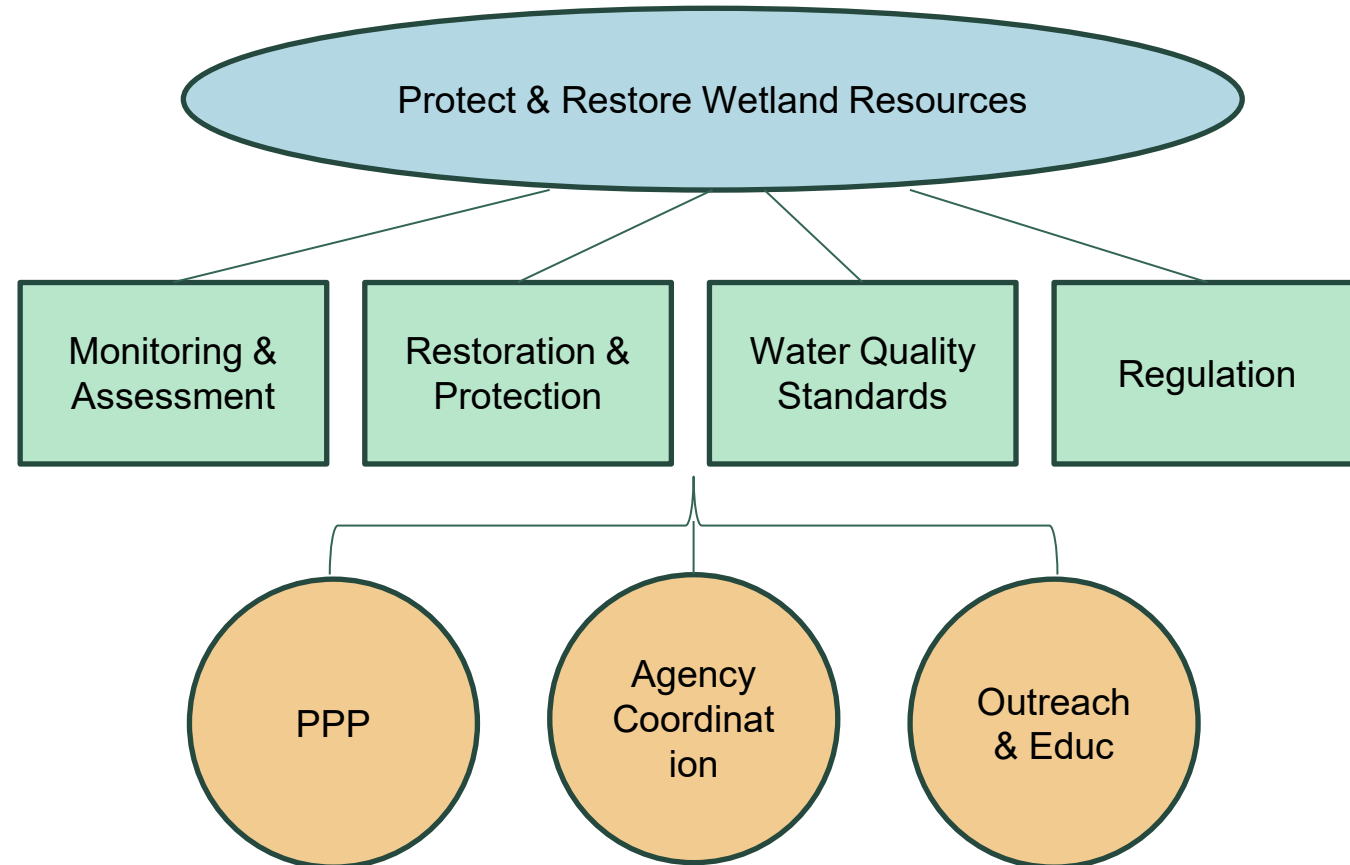 Protect & Restore Wetland Resources
Monitoring &
Assessment
Restoration &
Protection
Water Quality
Standards
Regulation
PPP
Agency
Coordinat
ion
Outreach
& Educ